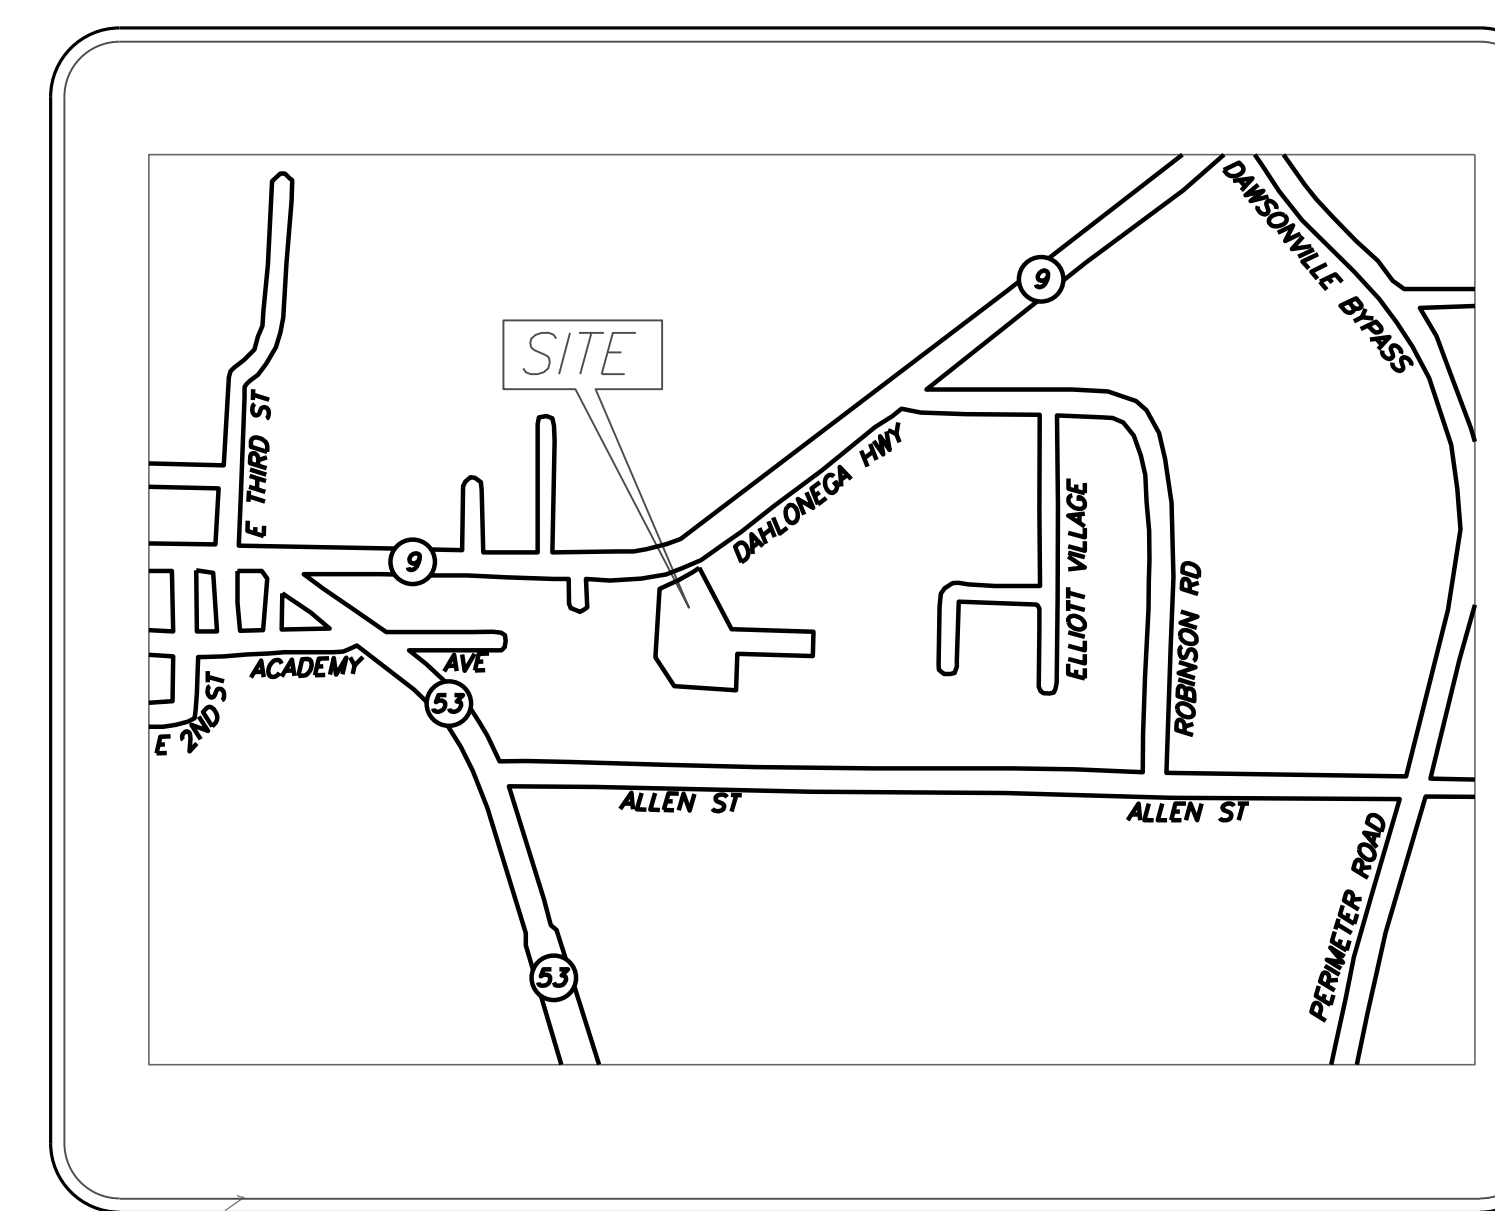 DAWSONVILLE BYPASS
9
SITE
E THIRD ST
DAHLONEGA HWY
9
ELLIOTT VILLAGE
ROBINSON RD
ACADEMY AVE
E 2ND ST
53
ALLEN ST
ALLEN ST
PERIMETER ROAD
53